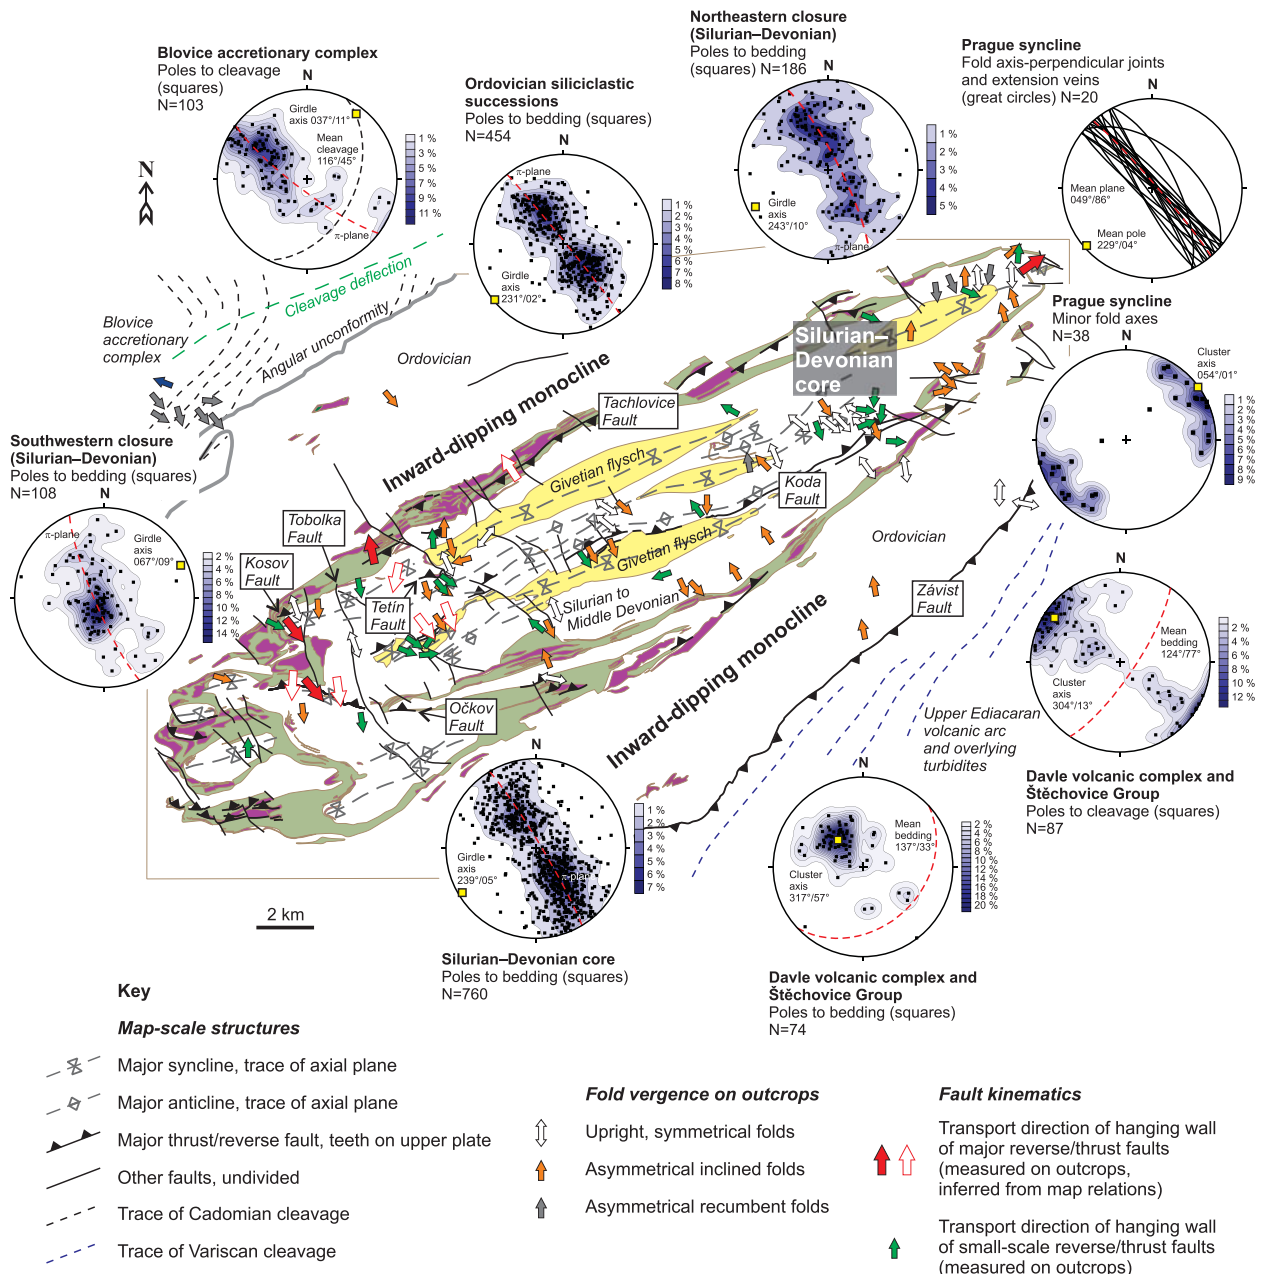 Blovice accretionary complex
Poles to cleavage
(squares)
N=103
N
Girdle
axis 037°/11°
Mean
cleavage
116°/45°
π-plane
1 %
3 %
5 %
7 %
9 %
11 %
Ordovician siliciclastic
successions
Poles to bedding (squares)
N=454
N
π-plane
Girdle
axis
231°/02°
1 %
2 %
3 %
4 %
5 %
6 %
7 %
8 %
Northeastern closure
(Silurian–Devonian)
Poles to bedding
(squares) N=186
N
Girdle
axis
243°/10°
π-plane
1 %
2 %
3 %
4 %
5 %
Prague syncline
Fold axis-perpendicular joints
and extension veins
(great circles) N=20
N
Mean plane
049°/86°
Mean pole
229°/04°
N
Cleavage deflection
Angular unconformity
Blovice
accretionary
complex
Ordovician
Inward-dipping monocline
Tachlovice
Fault
Silurian–
Devonian
core
Prague syncline
Minor fold axes
N=38
N
Cluster
axis
054°/01°
1 %
2 %
3 %
4 %
5 %
6 %
7 %
8 %
9 %
Southwestern closure
(Silurian–Devonian)
Poles to bedding (squares)
N=108
N
π-plane
Girdle
axis
067°/09°
2 %
4 %
6 %
8 %
10 %
12 %
14 %
Givetian flysch
Koda
Fault
Tobolka
Fault
Kosov
Fault
Givetian flysch
Ordovician
Tetín
Fault
Silurian to
Middle Devonian
Závist
Fault
Inward-dipping monocline
Očkov
Fault
Upper Ediacaran
volcanic arc
and overlying
turbidites
N
Mean
bedding
124°/77°
Cluster
axis
304°/13°
2 %
4 %
6 %
8 %
10 %
12 %
Davle volcanic complex and
Štěchovice Group
Poles to cleavage (squares)
N=87
N
Girdle
axis
239°/05°
π-plan
1 %
2 %
3 %
4 %
5 %
6 %
7 %
Silurian–Devonian core
Poles to bedding (squares)
N=760
N
Mean
bedding
137°/33°
Cluster
axis
317°/57°
2 %
4 %
6 %
8 %
10 %
12 %
14 %
16 %
18 %
20 %
Davle volcanic complex and
Štěchovice Group
Poles to bedding (squares)
N=74
2 km
Key
Map-scale structures
Major syncline, trace of axial plane
Major anticline, trace of axial plane
Major thrust/reverse fault, teeth on upper plate
Other faults, undivided
Trace of Cadomian cleavage
Trace of Variscan cleavage
Fold vergence on outcrops
Upright, symmetrical folds
Asymmetrical inclined folds
Asymmetrical recumbent folds
Fault kinematics
Transport direction of hanging wall
of major reverse/thrust faults
(measured on outcrops,
inferred from map relations)
Transport direction of hanging wall
of small-scale reverse/thrust faults
(measured on outcrops)